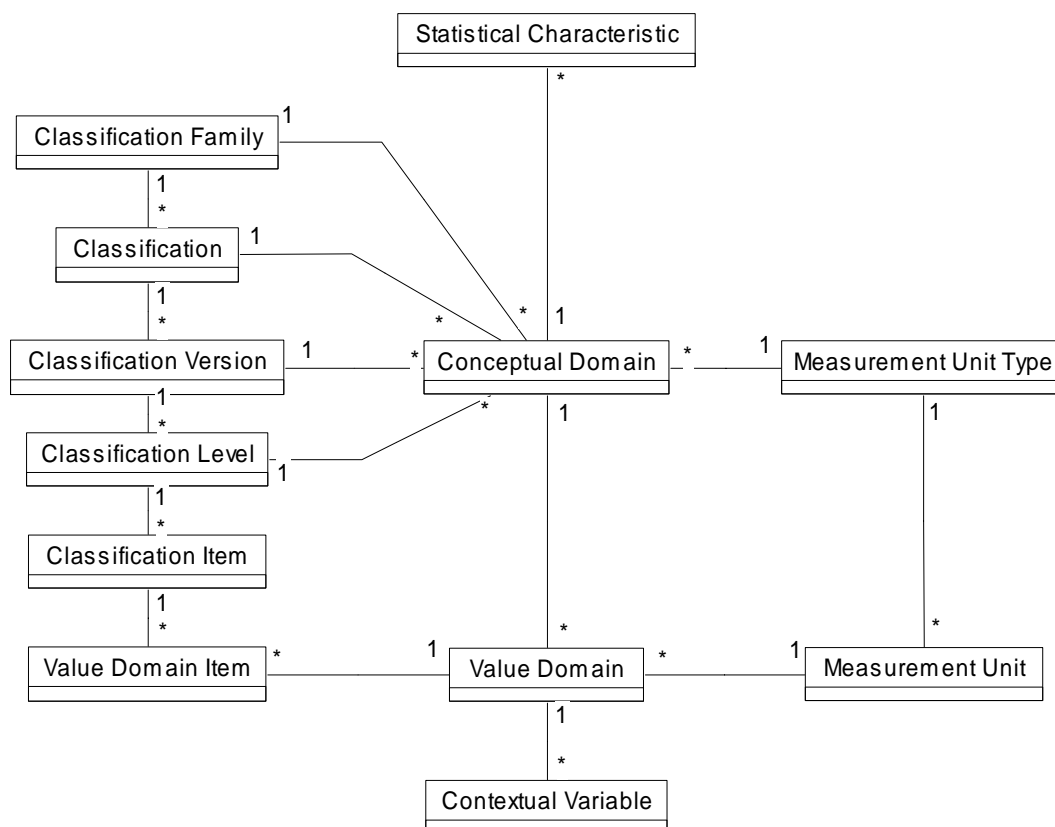 Statistical Characteristic
*
1
Classification Family
1
*
Classification
1
1
*
*
*
1
Classification Version
1
*
Conceptual Domain
*
1
Measurement Unit Type
1
*
1
1
*
Classification Level
1
1
*
Classification Item
1
*
*
*
Value Domain Item
*
1
Value Domain
*
1
Measurement Unit
1
*
Contextual Variable